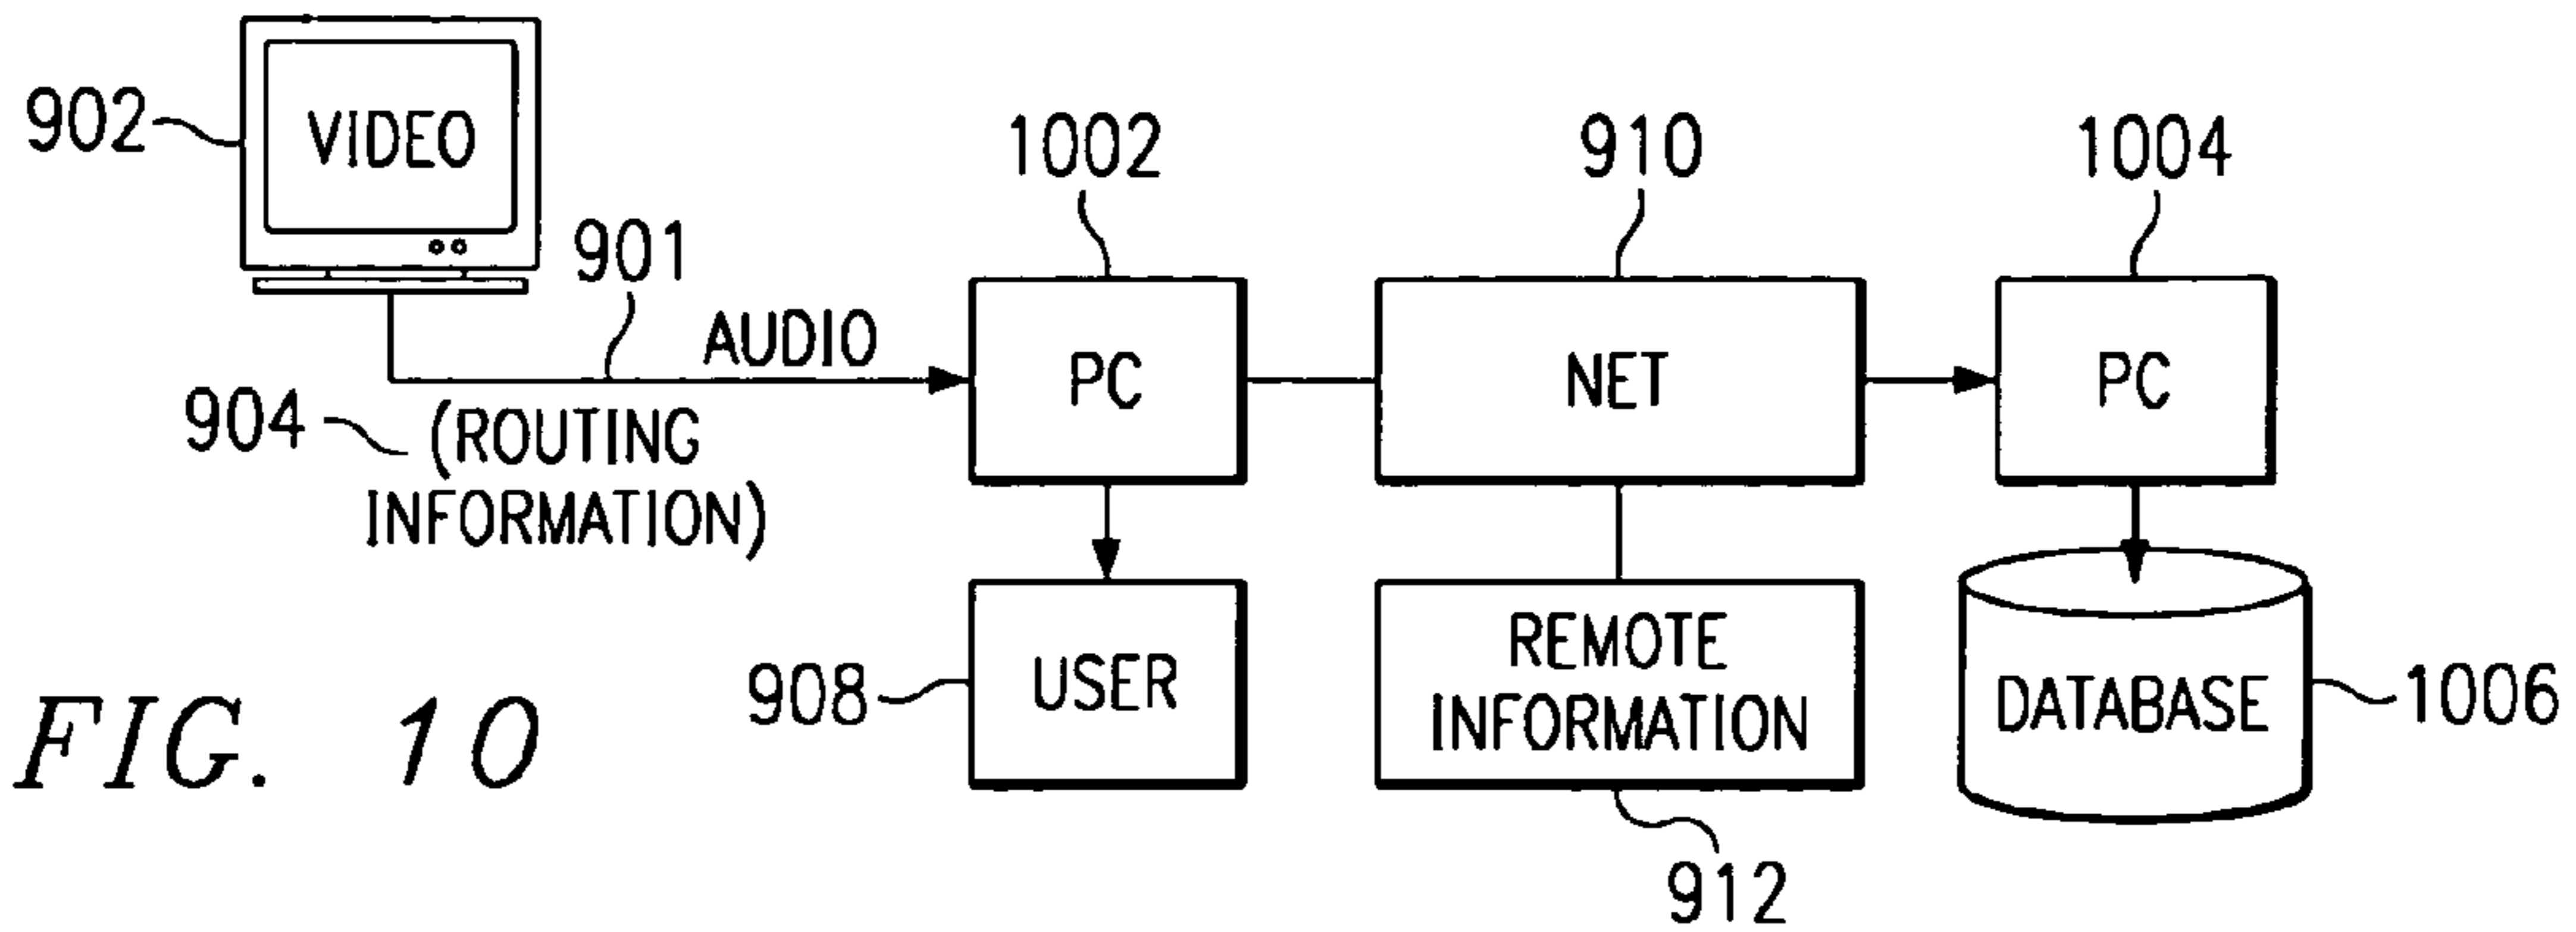 902
VIDEO
901
AUDIO
904
(ROUTING
INFORMATION)
1002
PC
910
NET
1004
PC
908
USER
REMOTE
INFORMATION
912
DATABASE
1006
FIG. 10